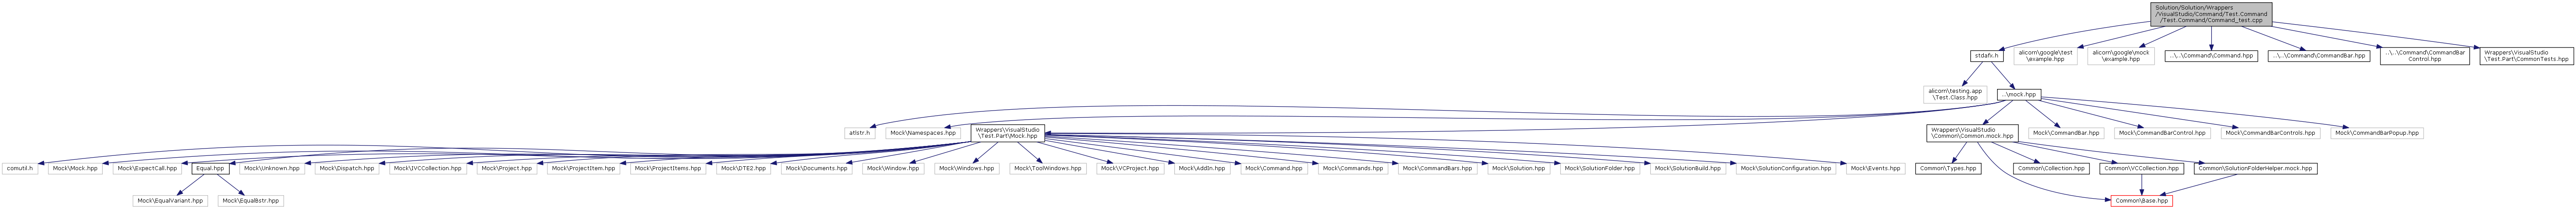 Solution/Solution/Wrappers
/VisualStudio/Command/Test.Command
/Test.Command/Command_test.cpp
stdafx.h
alicorn\google\test
\example.hpp
alicorn\google\mock
\example.hpp
..\..\Command\Command.hpp
..\..\Command\CommandBar.hpp
..\..\Command\CommandBar
Control.hpp
Wrappers\VisualStudio
\Test.Part\CommonTests.hpp
alicorn\testing.app
\Test.Class.hpp
..\mock.hpp
atlstr.h
Mock\Namespaces.hpp
Wrappers\VisualStudio
\Test.Part\Mock.hpp
Wrappers\VisualStudio
\Common\Common.mock.hpp
Mock\CommandBar.hpp
Mock\CommandBarControl.hpp
Mock\CommandBarControls.hpp
Mock\CommandBarPopup.hpp
comutil.h
Mock\Mock.hpp
Mock\ExpectCall.hpp
Equal.hpp
Mock\Unknown.hpp
Mock\Dispatch.hpp
Mock\IVCCollection.hpp
Mock\Project.hpp
Mock\ProjectItem.hpp
Mock\ProjectItems.hpp
Mock\DTE2.hpp
Mock\Documents.hpp
Mock\Window.hpp
Mock\Windows.hpp
Mock\ToolWindows.hpp
Mock\VCProject.hpp
Mock\AddIn.hpp
Mock\Command.hpp
Mock\Commands.hpp
Mock\CommandBars.hpp
Mock\Solution.hpp
Mock\SolutionFolder.hpp
Mock\SolutionBuild.hpp
Mock\SolutionConfiguration.hpp
Mock\Events.hpp
Common\Types.hpp
Common\Collection.hpp
Common\VCCollection.hpp
Common\SolutionFolderHelper.mock.hpp
Mock\EqualVariant.hpp
Mock\EqualBstr.hpp
Common\Base.hpp